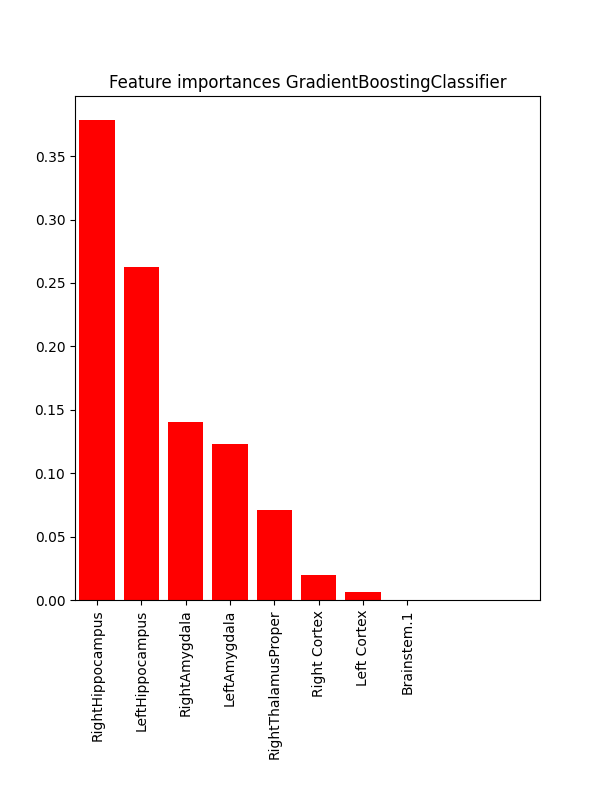 Feature importances GradientBoostingClassifier
0.35
0.30
0.25
0.20
0.15
0.10
0.05
0.00
RightHippocampus
LeftHippocampus
RightAmygdala
LeftAmygdala
RightThalamusProper
Right Cortex
Left Cortex
Brainstem.1